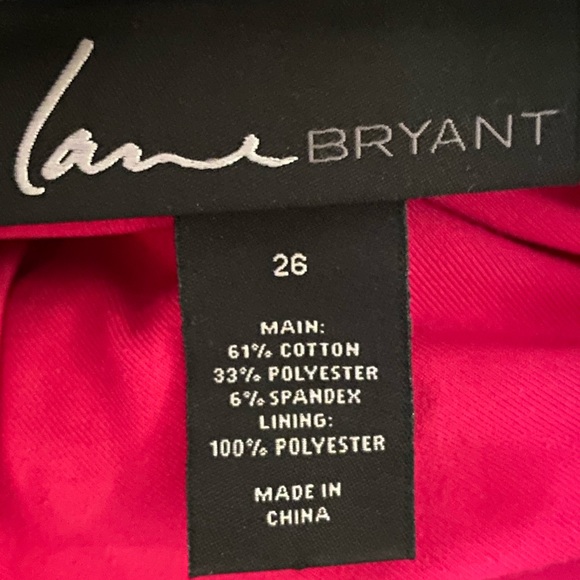 lane BRYANT
26
MAIN:
61% COTTON
33% POLYESTER
6% SPANDEX
LINING:
100% POLYESTER
MADE IN
CHINA